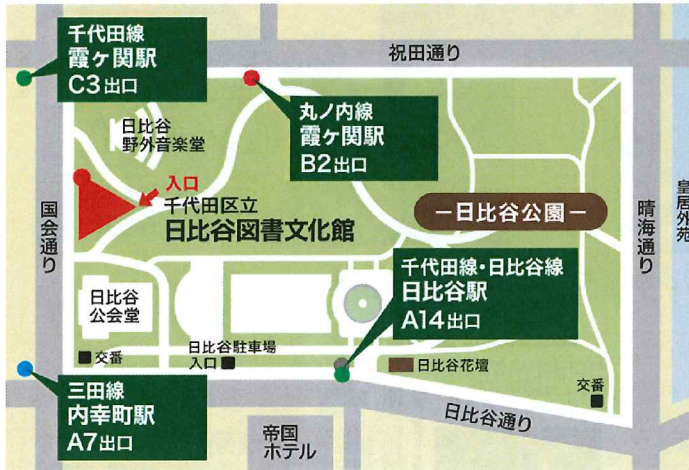 千代田線
霞ヶ関駅
C3出口
祝田通り
丸ノ内線
霞ヶ関駅
B2出口
日比谷
野外音楽堂
入口
千代田区立
日比谷図書文化館
国会通り
ー日比谷公園ー
晴海通り
皇居外苑
千代田線・日比谷線
日比谷駅
A14出口
日比谷
公会堂
交番
日比谷駐車場
入口
日比谷花壇
交番
三田線
内幸町駅
A7出口
帝国
ホテル
日比谷通り